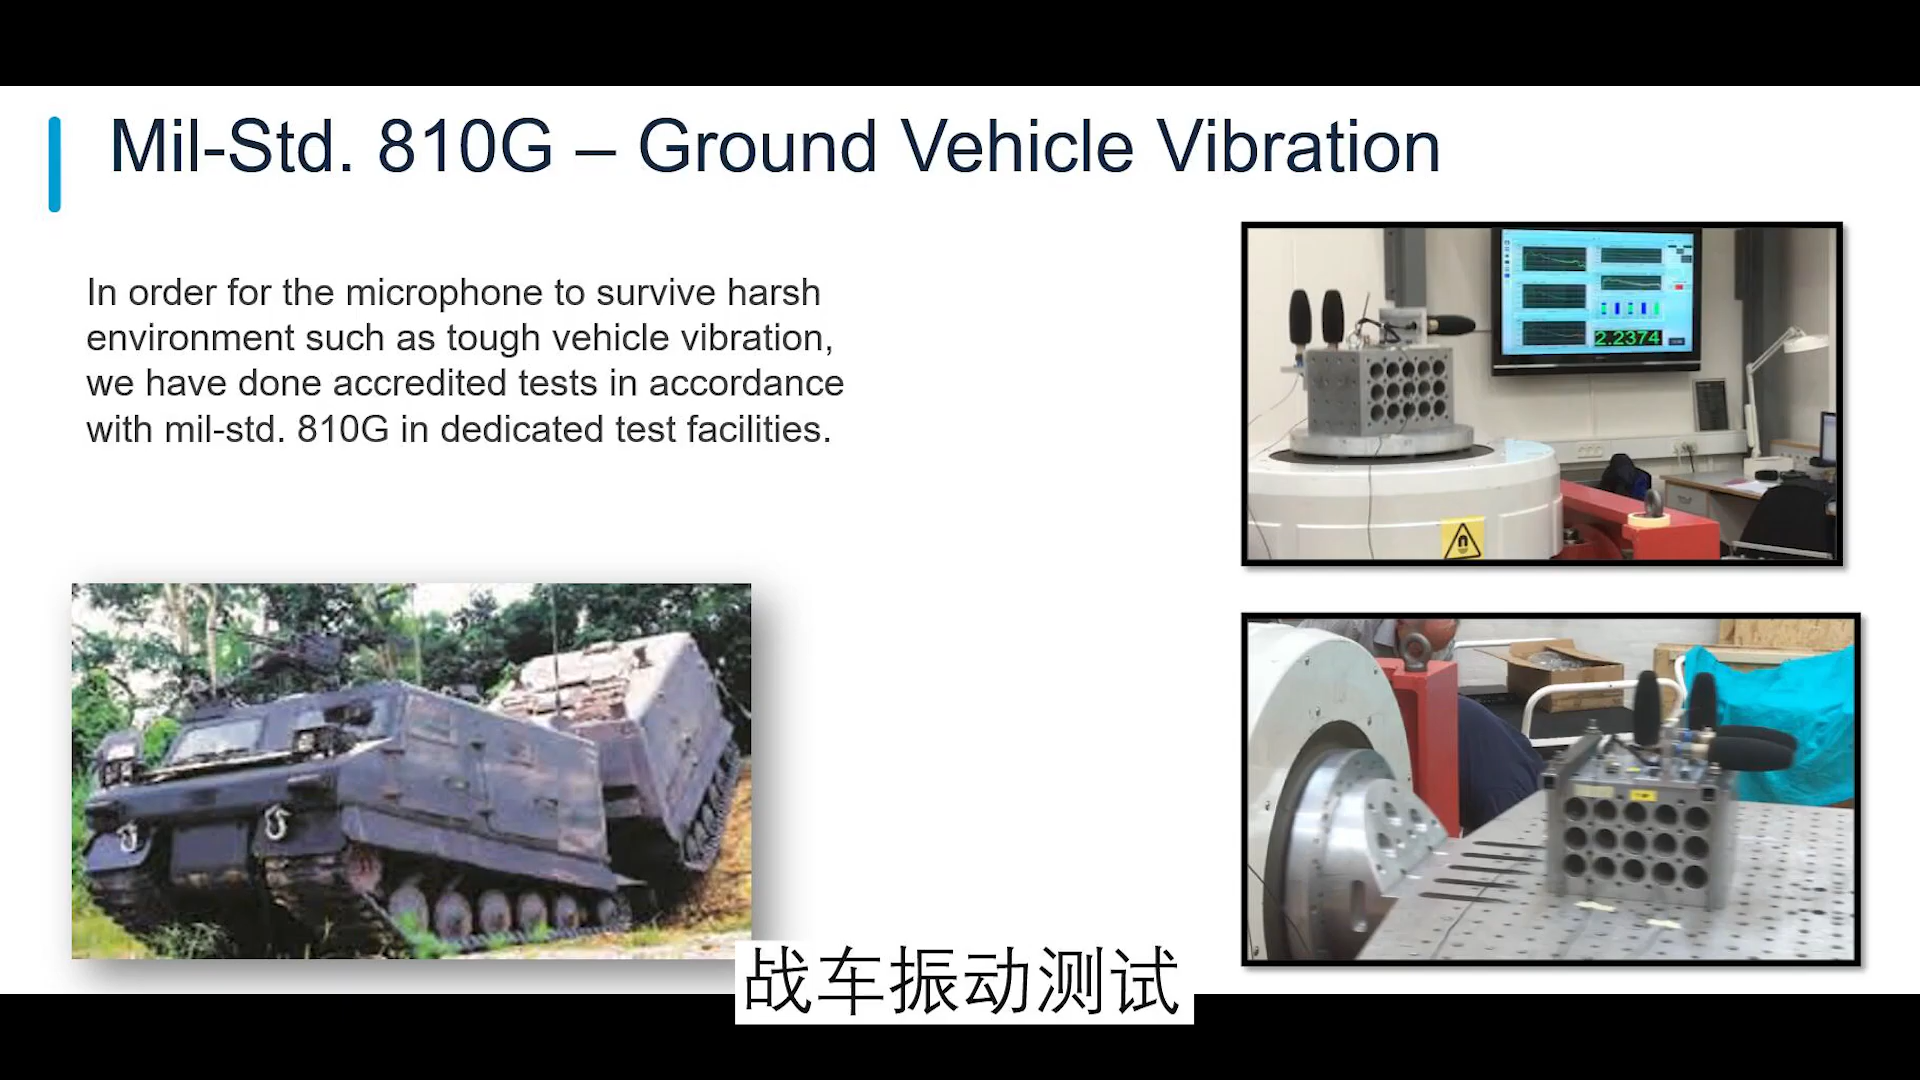 Mil-Std. 810G – Ground Vehicle Vibration
In order for the microphone to survive harsh
environment such as tough vehicle vibration,
we have done accredited tests in accordance
with mil-std. 810G in dedicated test facilities.
2.2374
战车振动测试